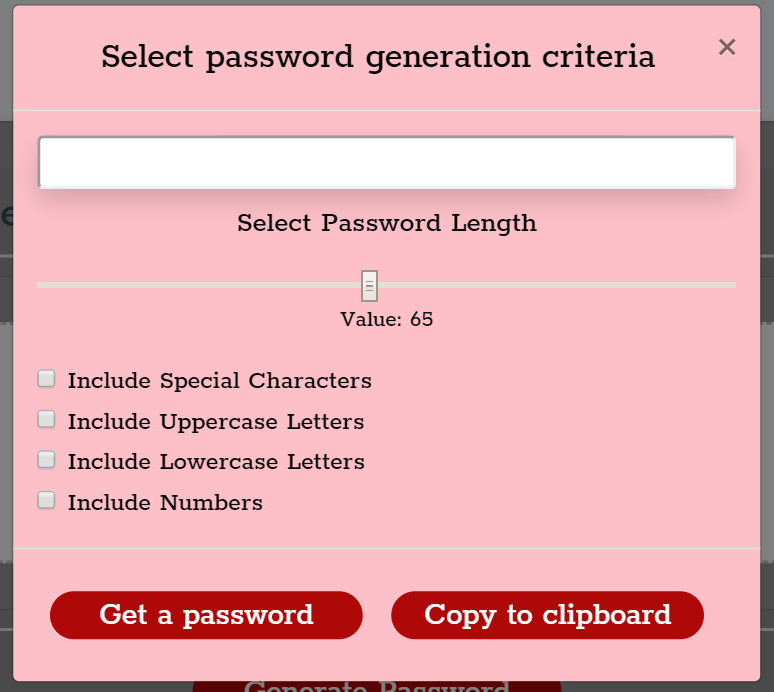 Select password generation criteria
×
Select Password Length
Value: 65
Include Special Characters
Include Uppercase Letters
Include Lowercase Letters
Include Numbers
Get a password
Copy to clipboard
Generate Password